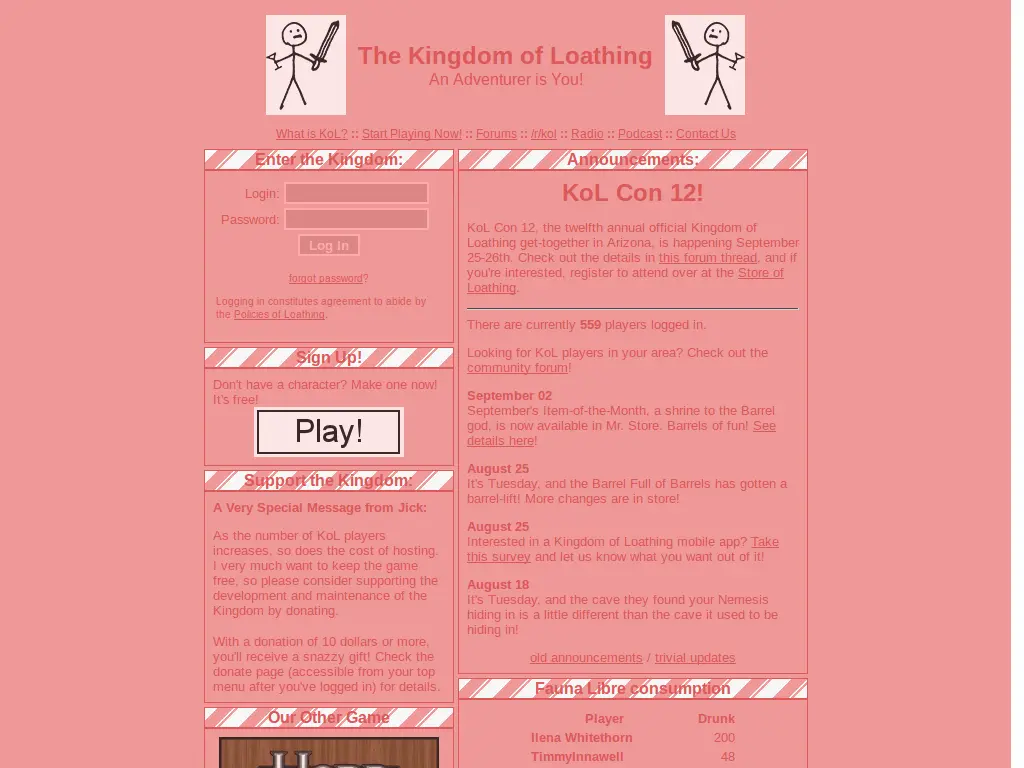 The Kingdom of Loathing
An Adventurer is You!
What is KoL? :: Start Playing Now! :: Forums :: /r/kol :: Radio :: Podcast :: Contact Us
Enter the Kingdom:
Login:
Password:
Log In
forgot password?
Logging in constitutes agreement to abide by
the Policies of Loathing.
Sign Up!
Don't have a character? Make one now!
It's free!
Play!
Support the Kingdom:
A Very Special Message from Jick:
As the number of KoL players
increases, so does the cost of hosting.
I very much want to keep the game
free, so please consider supporting the
development and maintenance of the
Kingdom by donating.
With a donation of 10 dollars or more,
you'll receive a snazzy gift! Check the
donate page (accessible from your top
menu after you've logged in) for details.
Our Other Game
Announcements:
KoL Con 12!
KoL Con 12, the twelfth annual official Kingdom of
Loathing get-together in Arizona, is happening September
25-26th. Check out the details in this forum thread, and if
you're interested, register to attend over at the Store of
Loathing.
There are currently 559 players logged in.
Looking for KoL players in your area? Check out the
community forum!
September 02
September's Item-of-the-Month, a shrine to the Barrel
god, is now available in Mr. Store. Barrels of fun! See
details here!
August 25
It's Tuesday, and the Barrel Full of Barrels has gotten a
barrel-lift! More changes are in store!
August 25
Interested in a Kingdom of Loathing mobile app? Take
this survey and let us know what you want out of it!
August 18
It's Tuesday, and the cave they found your Nemesis
hiding in is a little different than the cave it used to be
hiding in!
old announcements / trivial updates
Fauna Libre consumption
Player Drunk
Ilena Whitethorn 200
TimmyInnawell 48